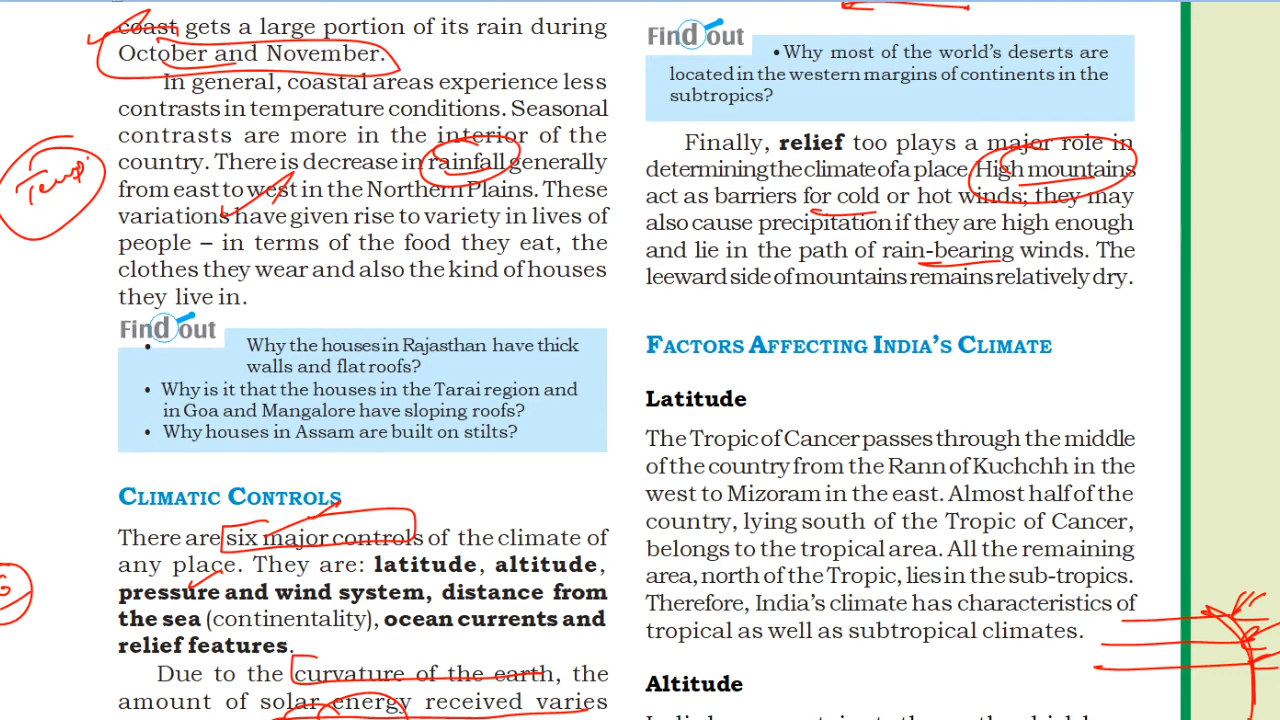 coast gets a large portion of its rain during
October and November.
In general, coastal areas experience less
contrasts in temperature conditions. Seasonal
contrasts are more in the interior of the
country. There is decrease in rainfall generally
from east to west in the Northern Plains. These
variations have given rise to variety in lives of
people – in terms of the food they eat, the
clothes they wear and also the kind of houses
they live in.
Temp.
Find out
• Why the houses in Rajasthan have thick
walls and flat roofs?
• Why is it that the houses in the Tarai region and
in Goa and Mangalore have sloping roofs?
• Why houses in Assam are built on stilts?
CLIMATIC CONTROLS
There are six major controls of the climate of
any place. They are: latitude, altitude,
pressure and wind system, distance from
the sea (continentality), ocean currents and
relief features.
6
Due to the curvature of the earth, the
amount of solar energy received varies
Find out
• Why most of the world's deserts are
located in the western margins of continents in the
subtropics?
Finally, relief too plays a major role in
determining the climate of a place. High mountains
act as barriers for cold or hot winds; they may
also cause precipitation if they are high enough
and lie in the path of rain-bearing winds. The
leeward side of mountains remains relatively dry.
FACTORS AFFECTING INDIA'S CLIMATE
Latitude
The Tropic of Cancer passes through the middle
of the country from the Rann of Kuchchh in the
west to Mizoram in the east. Almost half of the
country, lying south of the Tropic of Cancer,
belongs to the tropical area. All the remaining
area, north of the Tropic, lies in the sub-tropics.
Therefore, India's climate has characteristics of
tropical as well as subtropical climates.
Altitude